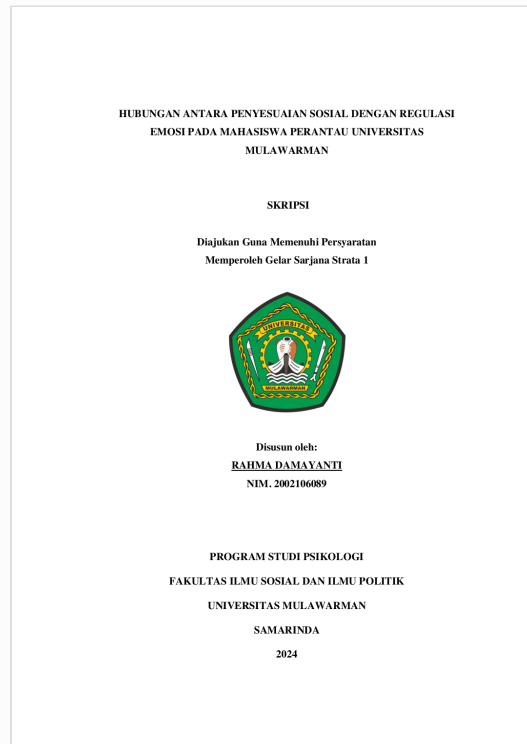 HUBUNGAN ANTARA PENYESUAIAN SOSIAL DENGAN REGULASI
EMOSI PADA MAHASISWA PERANTAU UNIVERSITAS
MULAWARMAN
SKRIPSI
Diajukan Guna Memenuhi Persyaratan
Memperoleh Gelar Sarjana Strata 1
UNIVERSITAS
MULAWARMAN
Disusun oleh:
RAHMA DAMAYANTI
NIM. 2002106089
PROGRAM STUDI PSIKOLOGI
FAKULTAS ILMU SOSIAL DAN ILMU POLITIK
UNIVERSITAS MULAWARMAN
SAMARINDA
2024